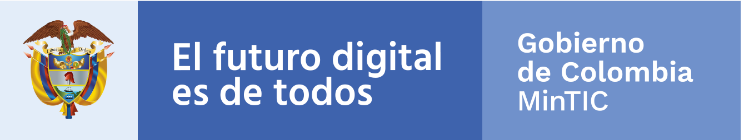 El futuro digital
es de todos
Gobierno
de Colombia
MinTIC